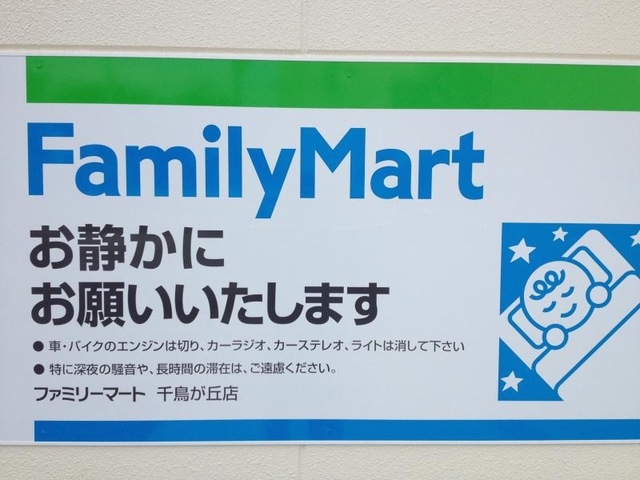 FamilyMart
お静かに
お願いいたします
● 車・バイクのエンジンは切り、カーラジオ、カーステレオ、ライトは消して下さい
● 特に深夜の騒音や、長時間の滞在は、ご遠慮ください。
ファミリーマート 千鳥が丘店